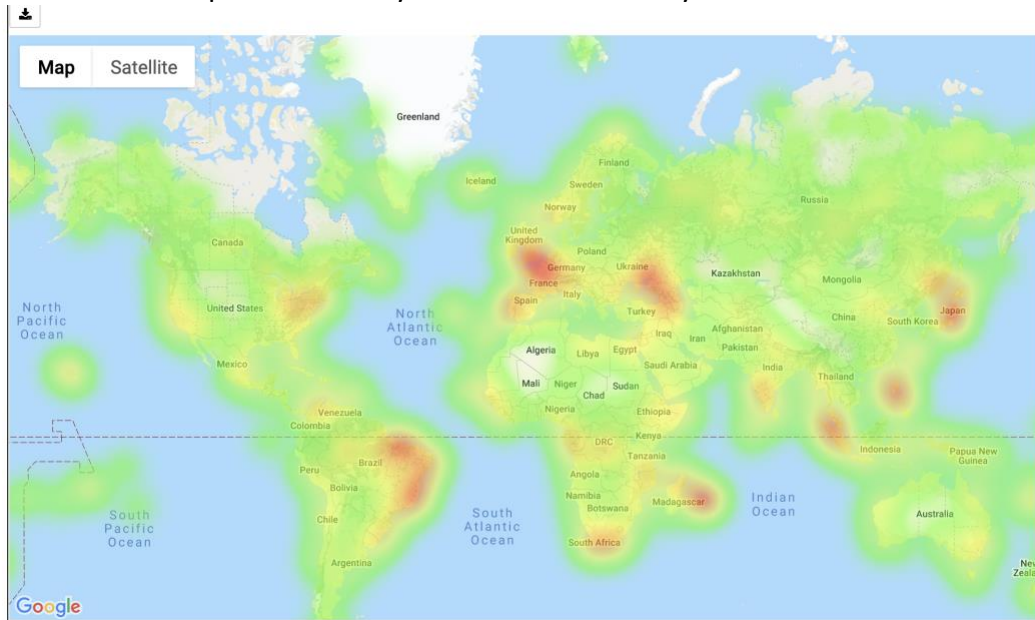 Map Satellite
Greenland
Iceland
Finland
Sweden
Norway
Russia
United
Kingdom
Canada
Poland
Germany
Ukraine
France
Kazakhstan
Mongolia
Italy
Spain
Turkey
United States
North
Pacific
Ocean
North
Atlantic
Ocean
China
Japan
South Korea
Afghanistan
Iraq
Iran
Pakistan
Algeria
Libya
Egypt
Saudi Arabia
India
Mexico
Thailand
Mali
Niger
Chad
Sudan
Nigeria
Ethiopia
Venezuela
Colombia
DRC
Kenya
Indonesia
Papua New
Guinea
Tanzania
Peru
Brazil
Angola
Bolivia
Namibia
Botswana
Madagascar
Indian
Ocean
South
Pacific
Ocean
South
Atlantic
Ocean
Australia
Chile
South Africa
Argentina
Google